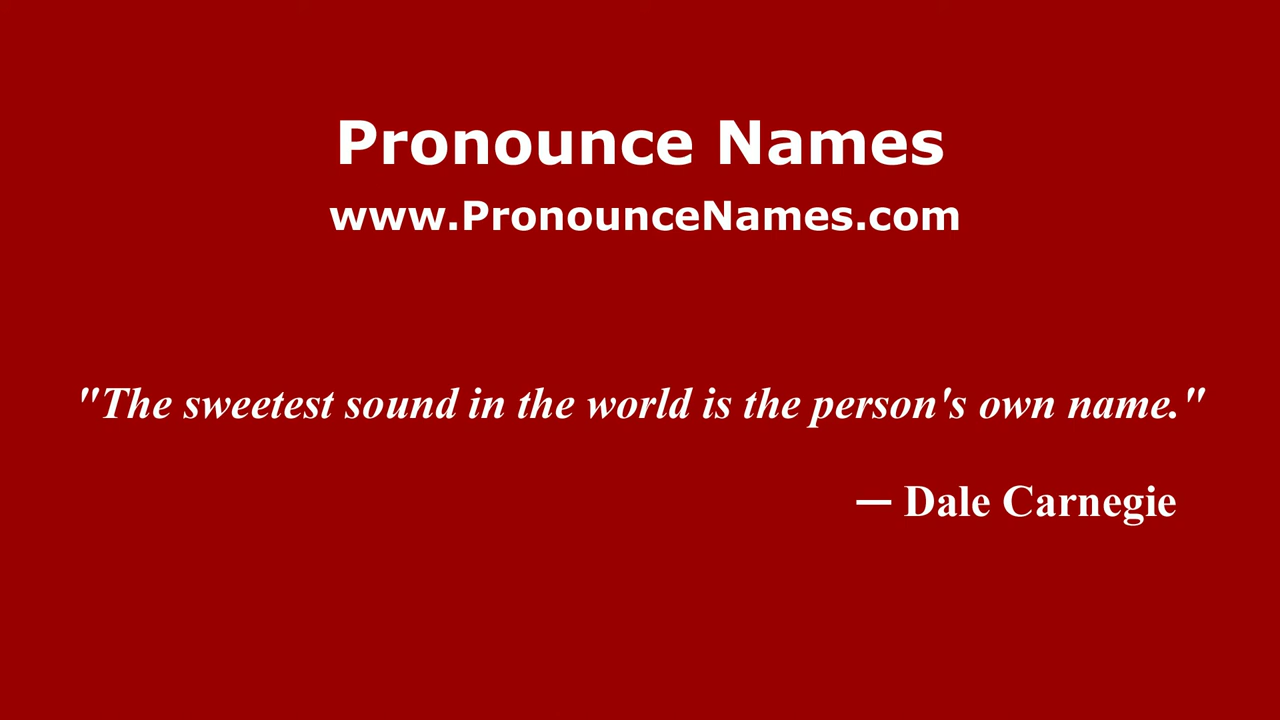 Pronounce Names
www.PronounceNames.com
"The sweetest sound in the world is the person's own name."
— Dale Carnegie